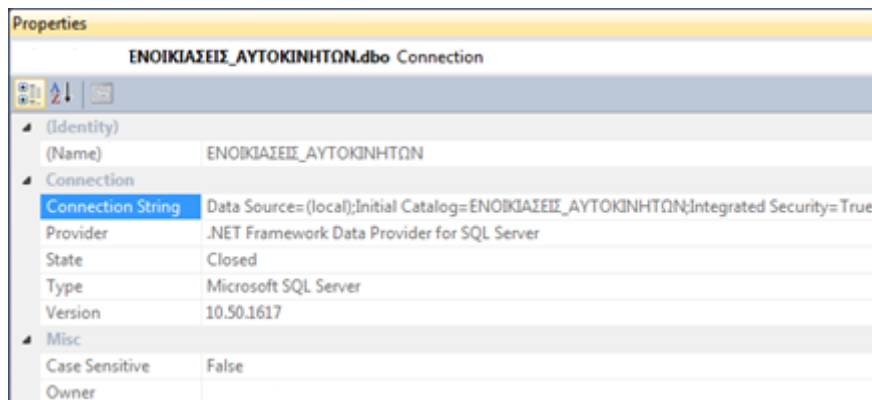 Properties
ΕΝΟΙΚΙΑΣΕΙΣ_ΑΥΤΟΚΙΝΗΤΩΝ.dbo Connection
(Identity)
(Name) ΕΝΟΙΚΙΑΣΕΙΣ_ΑΥΤΟΚΙΝΗΤΩΝ
Connection
Connection String Data Source=(local);Initial Catalog=ΕΝΟΙΚΙΑΣΕΙΣ_ΑΥΤΟΚΙΝΗΤΩΝ;Integrated Security=True
Provider .NET Framework Data Provider for SQL Server
State Closed
Type Microsoft SQL Server
Version 10.50.1617
Misc
Case Sensitive False
Owner